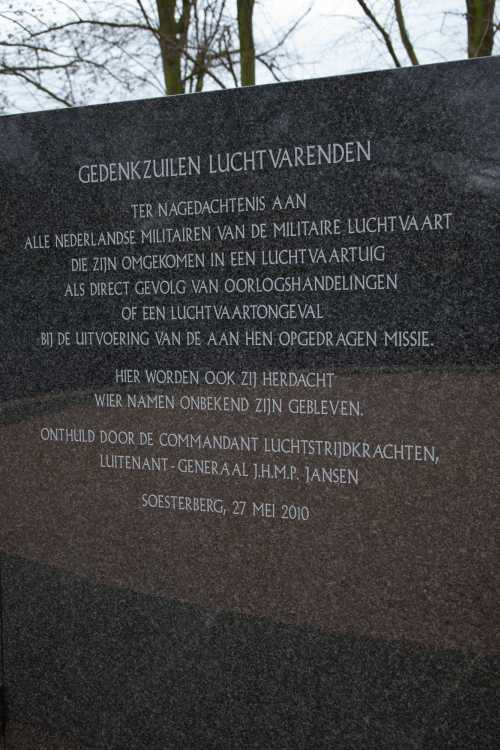 GEDENKZUILEN LUCHTVARENDEN
TER NAGEDACHTENIS AAN
ALLE NEDERLANDSE MILITAIREN VAN DE MILITAIRE LUCHTVAART
DIE ZIJN OMGEKOMEN IN EEN LUCHTVAARTUIG
ALS DIRECT GEVOLG VAN OORLOGSHANDELINGEN
OF EEN LUCHTVAARTONGEVAL
BIJ DE UITVOERING VAN DE AAN HEN OPGEDRAGEN MISSIE.
HIER WORDEN OOK ZIJ HERDACHT
WIER NAMEN ONBEKEND ZIJN GEBLEVEN.
ONTHULD DOOR DE COMMANDANT LUCHTSTRIJDKRACHTEN,
LUITENANT-GENERAAL J.H.M.P. JANSEN
SOESTERBERG, 27 MEI 2010